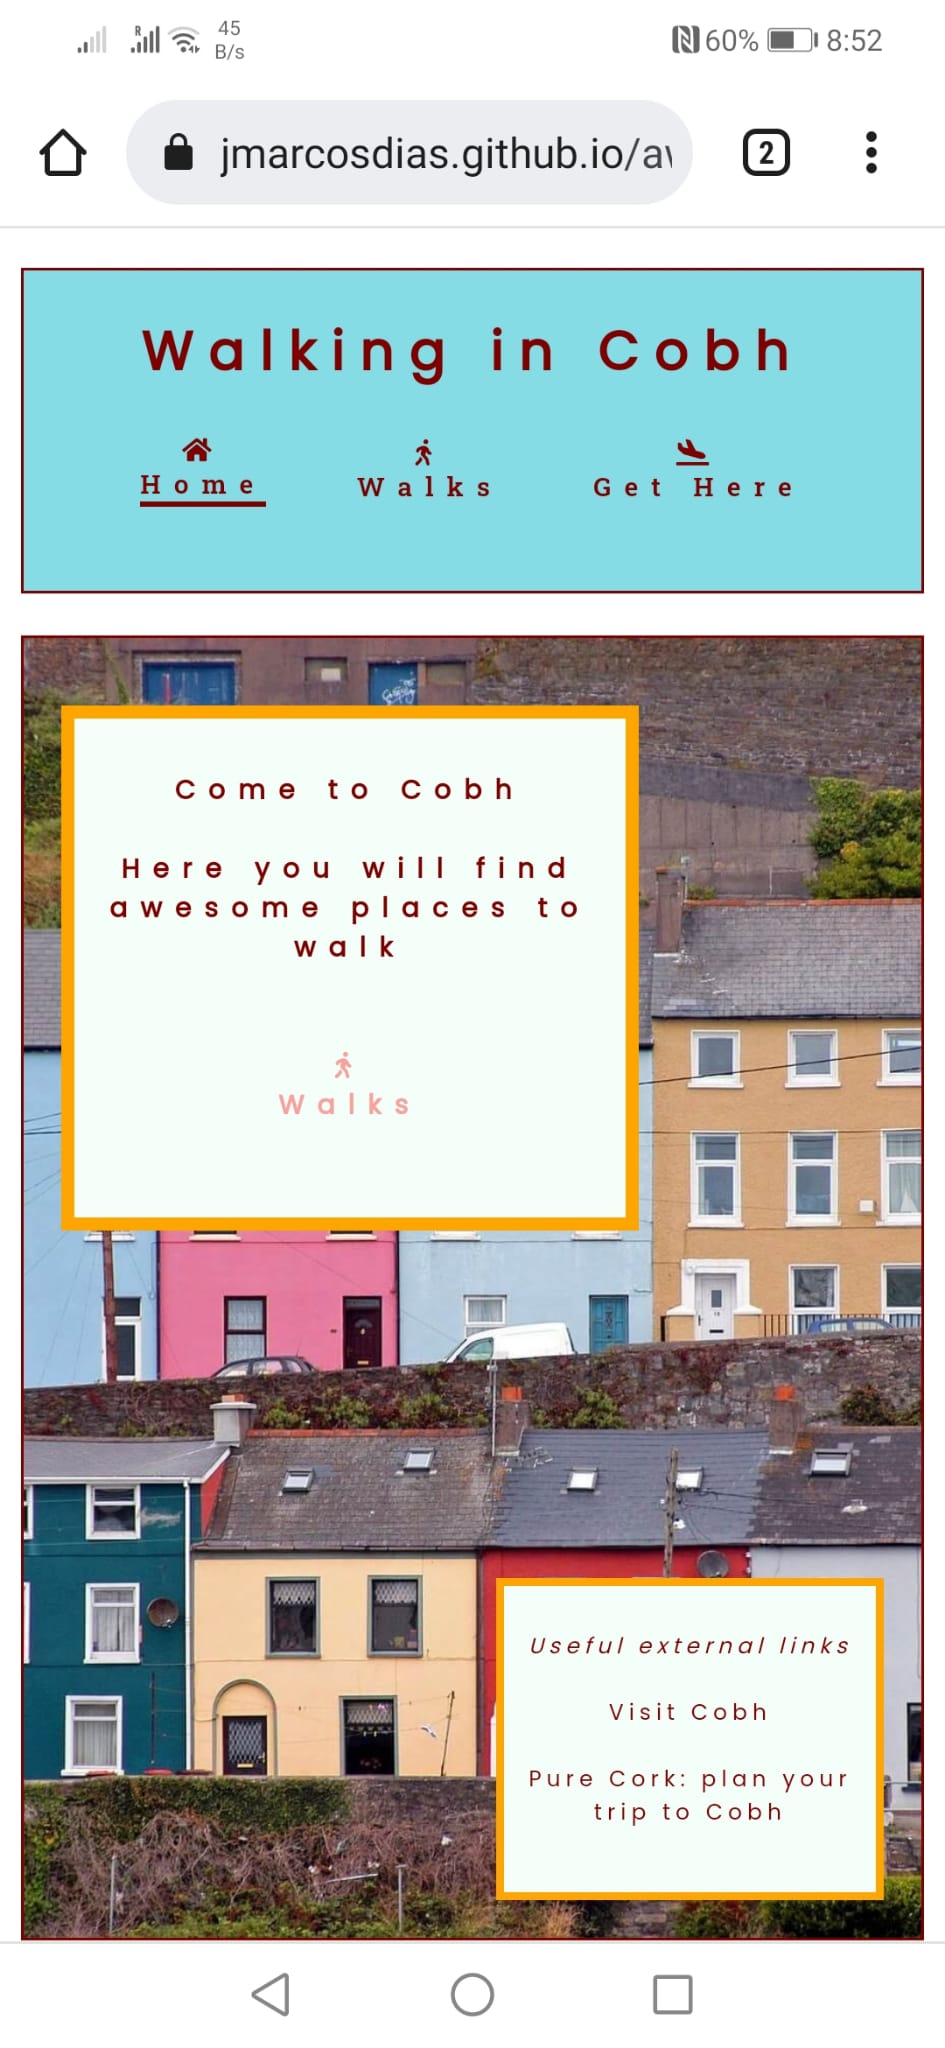 45
B/s
60%
8:52
jmarcosdias.github.io/a
2
Walking in Cobh
Home
Walks
Get Here
Come to Cobh
Here you will find
awesome places to
walk
Walks
Useful external links
Visit Cobh
Pure Cork: plan your
trip to Cobh